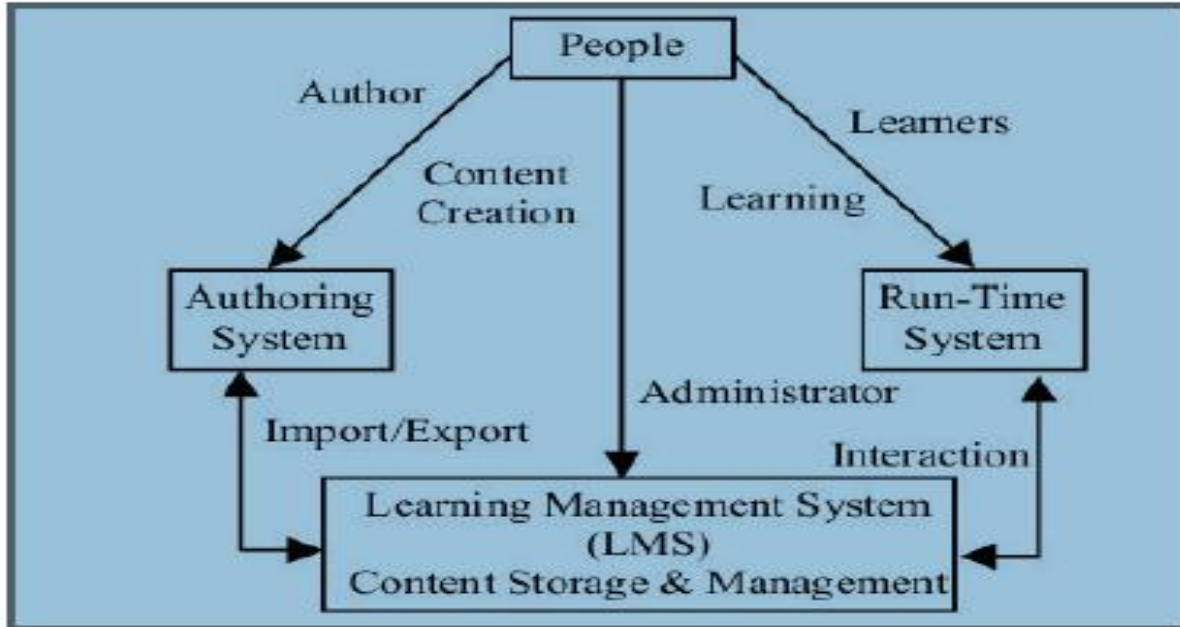 People
Author
Learners
Content
Creation
Learning
Authoring
System
Run-Time
System
Administrator
Import/Export
Interaction
Learning Management System
(LMS)
Content Storage & Management